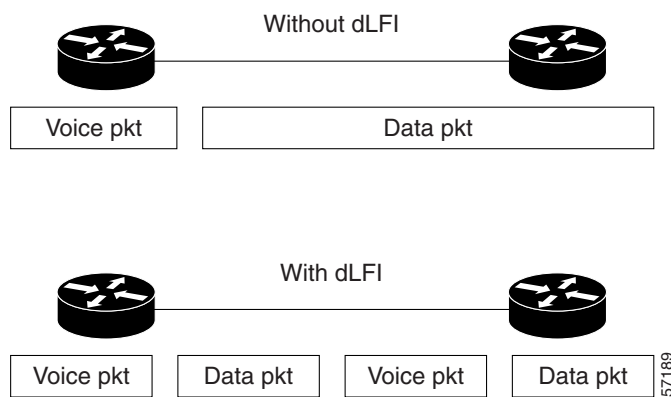 Without dLFI
Voice pkt Data pkt
With dLFI
Voice pkt Data pkt Voice pkt Data pkt
57189